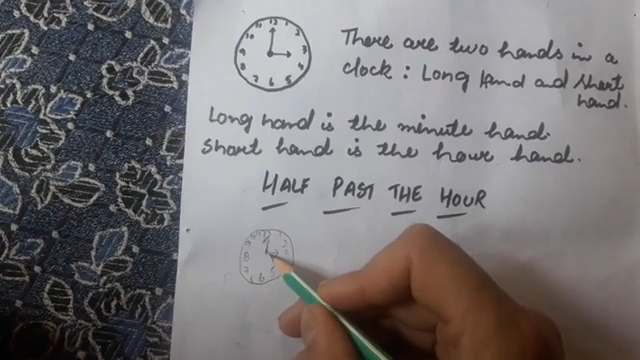 There are two hands in a
clock: Long hand and short
hand.
Long hand is the minute hand.
Short hand is the hour hand.
HALF PAST THE HOUR